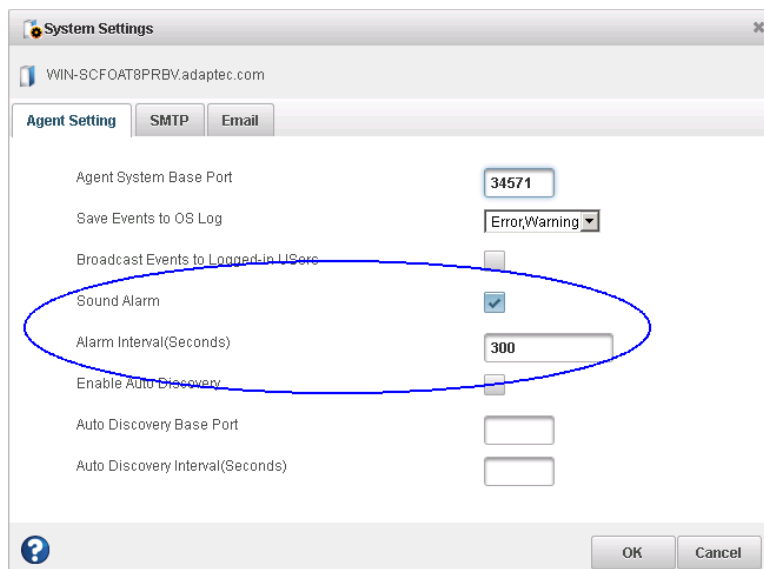 System Settings
WIN-SCFOAT8PRBV.adaptec.com
Agent Setting SMTP Email
Agent System Base Port 34571
Save Events to OS Log Error,Warning
Broadcast Events to Logged-in USers
Sound Alarm
Alarm Interval(Seconds) 300
Enable Auto Discovery
Auto Discovery Base Port
Auto Discovery Interval(Seconds)
? OK Cancel